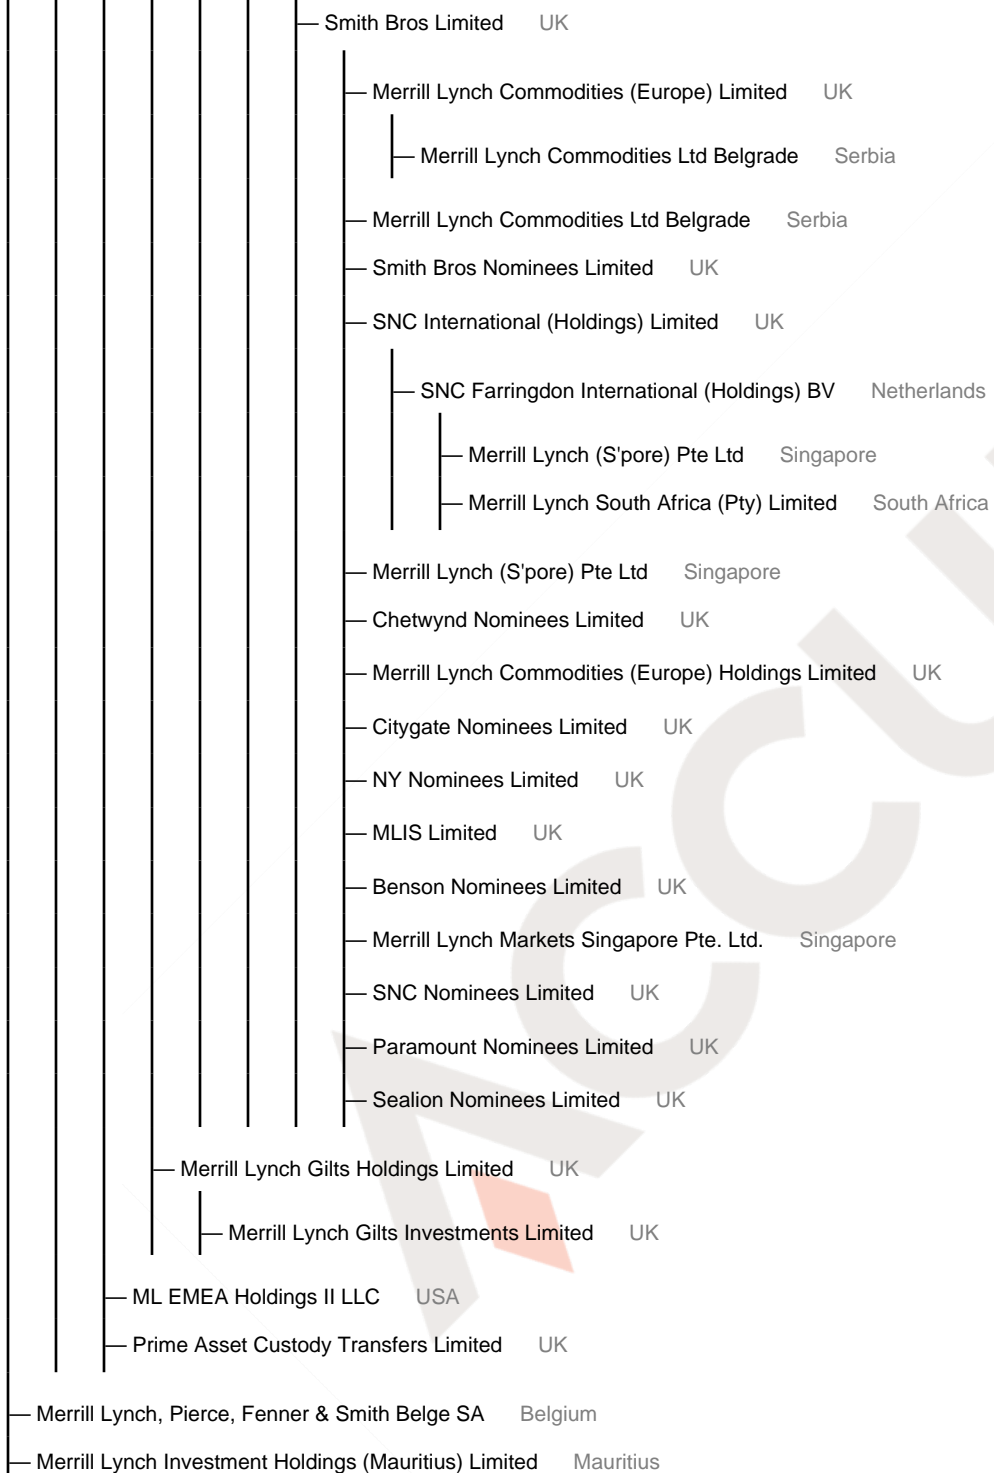 Smith Bros Limited UK
Merrill Lynch Commodities (Europe) Limited UK
Merrill Lynch Commodities Ltd Belgrade Serbia
Merrill Lynch Commodities Ltd Belgrade Serbia
Smith Bros Nominees Limited UK
SNC International (Holdings) Limited UK
SNC Farringdon International (Holdings) BV Netherlands
Merrill Lynch (S'pore) Pte Ltd Singapore
Merrill Lynch South Africa (Pty) Limited South Africa
Merrill Lynch (S'pore) Pte Ltd Singapore
Chetwynd Nominees Limited UK
Merrill Lynch Commodities (Europe) Holdings Limited UK
Citygate Nominees Limited UK
NY Nominees Limited UK
MLIS Limited UK
Benson Nominees Limited UK
Merrill Lynch Markets Singapore Pte. Ltd. Singapore
SNC Nominees Limited UK
Paramount Nominees Limited UK
Sealion Nominees Limited UK
Merrill Lynch Gilts Holdings Limited UK
Merrill Lynch Gilts Investments Limited UK
ML EMEA Holdings II LLC USA
Prime Asset Custody Transfers Limited UK
Merrill Lynch, Pierce, Fenner & Smith Belge SA Belgium
Merrill Lynch Investment Holdings (Mauritius) Limited Mauritius